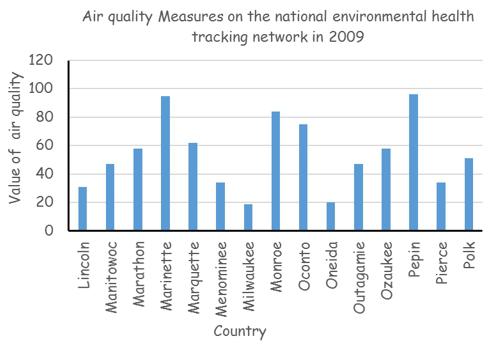 Air quality Measures on the national environmental health
tracking network in 2009
Value of air quality
120
100
80
60
40
20
0
Lincoln
Manitowoc
Marathon
Marinette
Marquette
Menominee
Milwaukee
Monroe
Oconto
Oneida
Outagamie
Ozaukee
Pepin
Pierce
Polk
Country